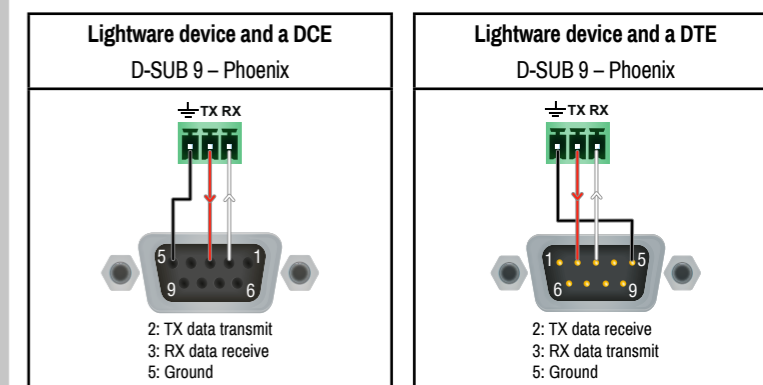 Lightware device and a DCE
D-SUB 9 – Phoenix
TX RX
5 1
9 6
2: TX data transmit
3: RX data receive
5: Ground
Lightware device and a DTE
D-SUB 9 – Phoenix
TX RX
1 5
6 9
2: TX data receive
3: RX data transmit
5: Ground